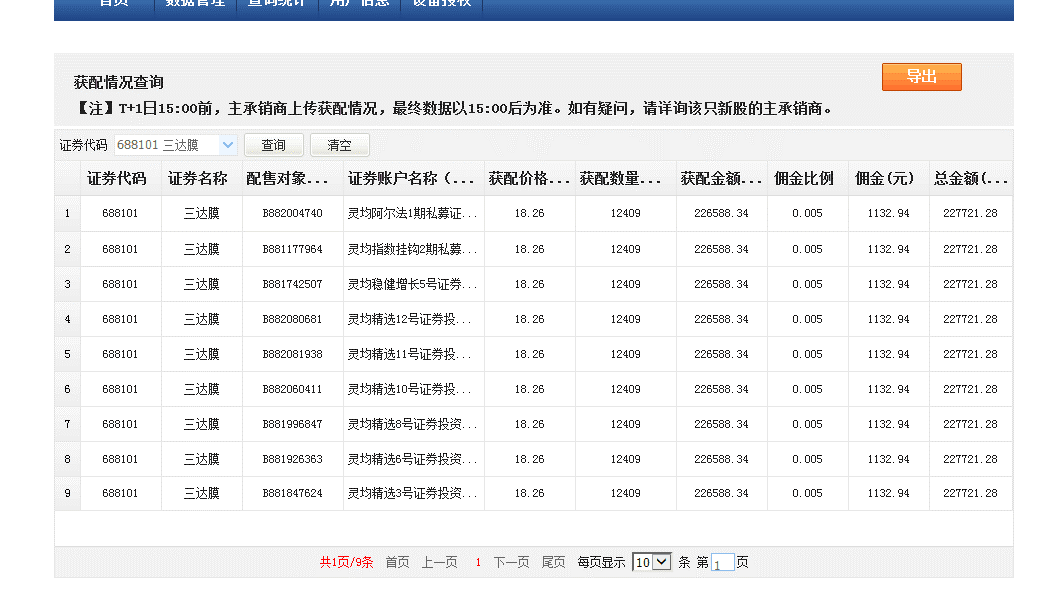 首页 数据管理 查询统计 用户信息 设备授权
获配情况查询 导出
【注】T+1日15:00前，主承销商上传获配情况，最终数据以15:00后为准。如有疑问，请详询该只新股的主承销商。
证券代码 688101 三达膜 查询 清空
证券代码 证券名称 配售对象... 证券账户名称（... 获配价格... 获配数量... 获配金额... 佣金比例 佣金(元) 总金额(...
1 688101 三达膜 B882004740 灵均阿尔法1期私募证... 18.26 12409 226588.34 0.005 1132.94 227721.28
2 688101 三达膜 B881177964 灵均指数挂钩2期私募... 18.26 12409 226588.34 0.005 1132.94 227721.28
3 688101 三达膜 B881742507 灵均稳健增长5号证券... 18.26 12409 226588.34 0.005 1132.94 227721.28
4 688101 三达膜 B882080681 灵均精选12号证券投... 18.26 12409 226588.34 0.005 1132.94 227721.28
5 688101 三达膜 B882081938 灵均精选11号证券投... 18.26 12409 226588.34 0.005 1132.94 227721.28
6 688101 三达膜 B882060411 灵均精选10号证券投... 18.26 12409 226588.34 0.005 1132.94 227721.28
7 688101 三达膜 B881996847 灵均精选8号证券投资... 18.26 12409 226588.34 0.005 1132.94 227721.28
8 688101 三达膜 B881926363 灵均精选6号证券投资... 18.26 12409 226588.34 0.005 1132.94 227721.28
9 688101 三达膜 B881847624 灵均精选3号证券投资... 18.26 12409 226588.34 0.005 1132.94 227721.28
共1页/9条 首页 上一页 1 下一页 尾页 每页显示 10 条 第 1 页